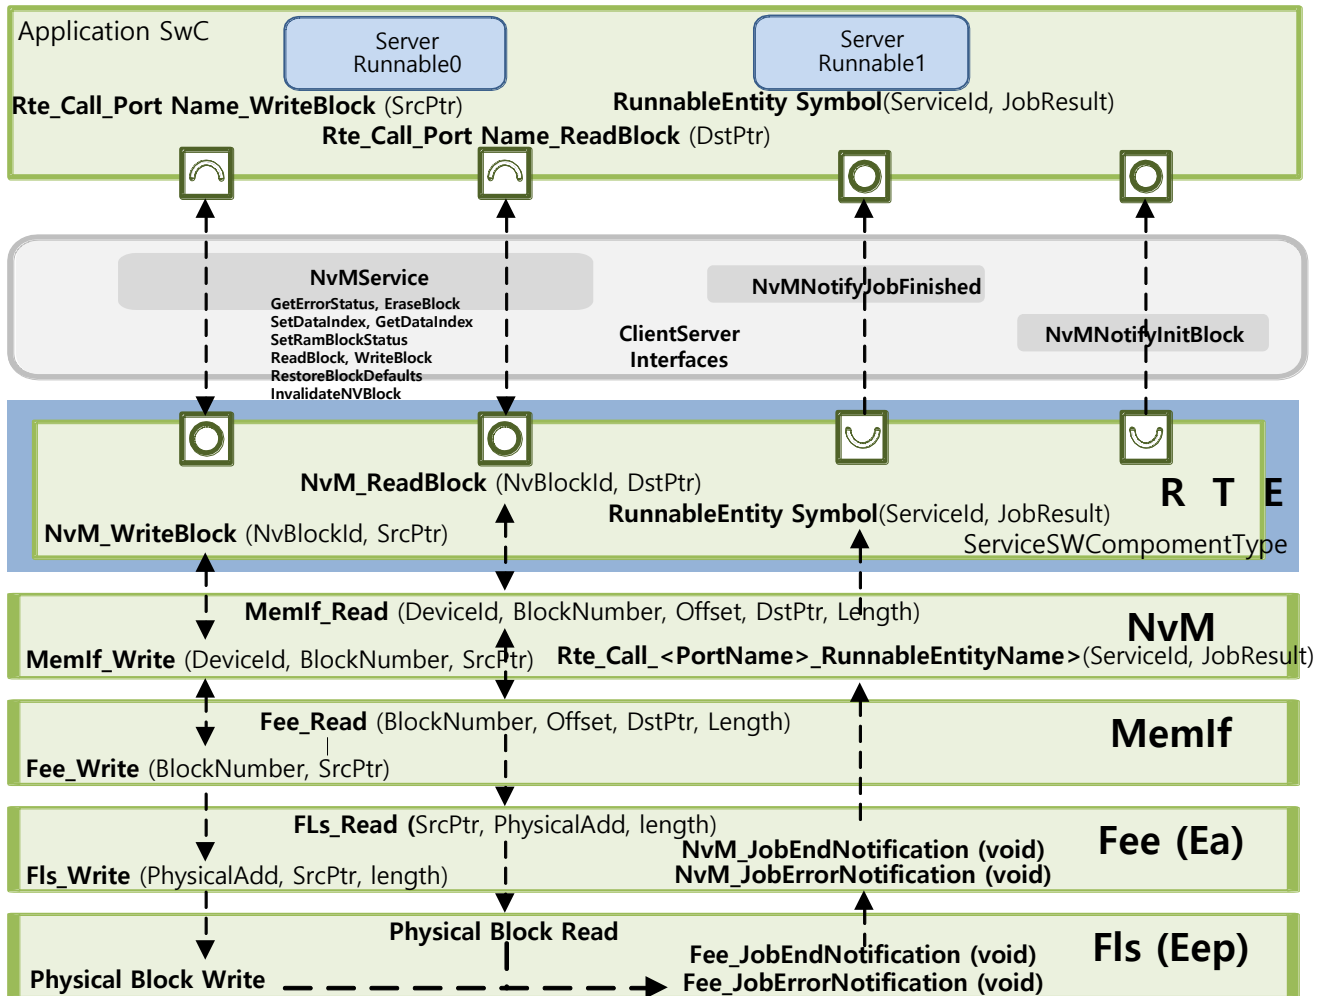 Application SwC
Server
Runnable0
Server
Runnable1
Rte_Call_Port Name_WriteBlock (SrcPtr)
RunnableEntity Symbol(ServiceId, JobResult)
Rte_Call_Port Name_ReadBlock (DstPtr)
NvMService
GetErrorStatus, EraseBlock
SetDataIndex, GetDataIndex
SetRamBlockStatus
ReadBlock, WriteBlock
RestoreBlockDefaults
InvalidateNVBlock
NvMNotifyJobFinished
ClientServer
Interfaces
NvMNotifyInitBlock
NvM_ReadBlock (NvBlockId, DstPtr)
R T E
RunnableEntity Symbol(ServiceId, JobResult)
NvM_WriteBlock (NvBlockId, SrcPtr)
ServiceSWCompomentType
MemIf_Read (DeviceId, BlockNumber, Offset, DstPtr, Length)
NvM
MemIf_Write (DeviceId, BlockNumber, SrcPtr)
Rte_Call_<PortName>_RunnableEntityName>(ServiceId, JobResult)
Fee_Read (BlockNumber, Offset, DstPtr, Length)
MemIf
Fee_Write (BlockNumber, SrcPtr)
FLs_Read (SrcPtr, PhysicalAdd, length)
Fee (Ea)
NvM_JobEndNotification (void)
NvM_JobErrorNotification (void)
Fls_Write (PhysicalAdd, SrcPtr, length)
Physical Block Read
Fls (Eep)
Fee_JobEndNotification (void)
Physical Block Write
Fee_JobErrorNotification (void)